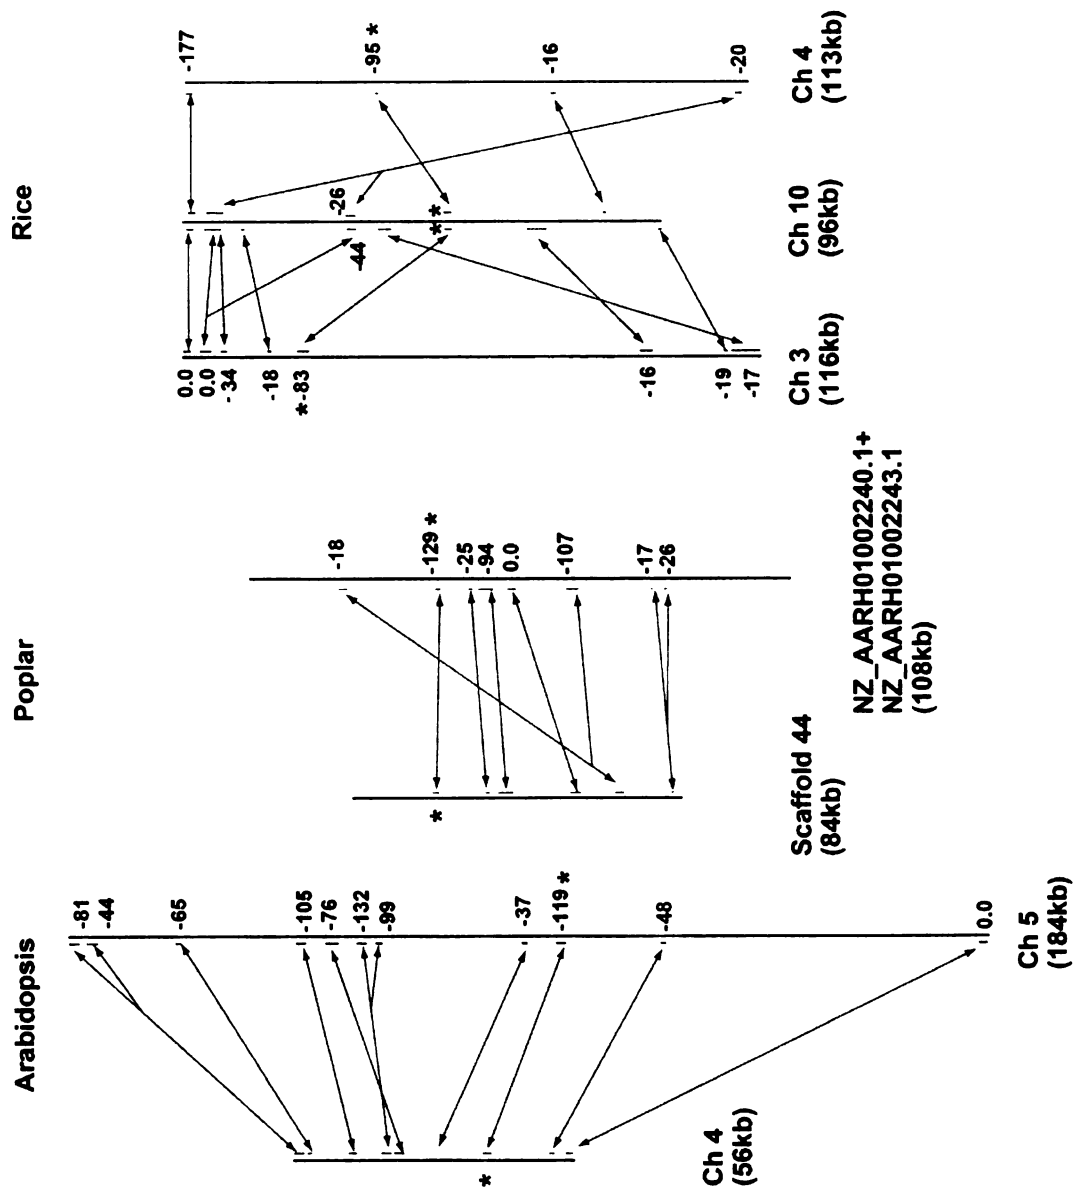 Arabidopsis
-81
-44
-65
-105
-76
-132
-99
-37
-119 *
-48
0.0
*
Ch 4
(56kb)
Ch 5
(184kb)
Poplar
-18
-129 *
-25
-94
0.0
-107
-17
-26
*
Scaffold 44
(84kb)
NZ_AARH01002240.1+
NZ_AARH01002243.1
(108kb)
Rice
0.0
0.0
-34
-18
*-83
-16
-19
-17
-44
-26
*
*
-177
-95 *
-16
-20
Ch 3
(116kb)
Ch 10
(96kb)
Ch 4
(113kb)